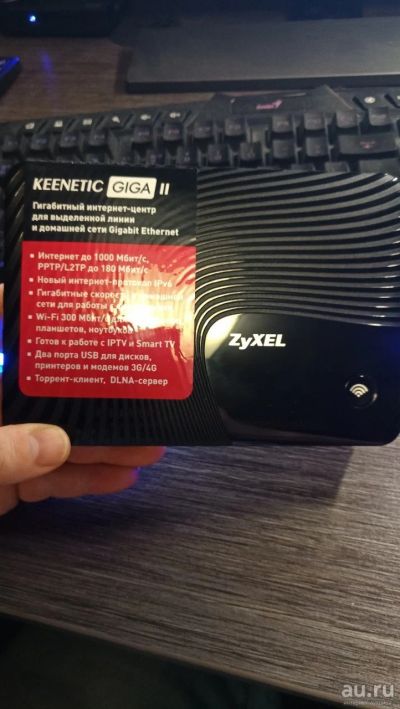 KEENETIC GIGA II
Гигабитный интернет-центр
для выделенной линии
и домашней сети Gigabit Ethernet
• Интернет до 1000 Мбит/с,
PPTP/L2TP до 180 Мбит/с
• Новый интернет-протокол IPv6
• Гигабитные скорости
сети для работы
• Wi-Fi 300 Мбит/с
планшетов, ноутбуков
• Готов к работе с IPTV и Smart TV
• Два порта USB для дисков,
принтеров и модемов 3G/4G
• Торрент-клиент, DLNA-сервер
ZyXEL
au.ru